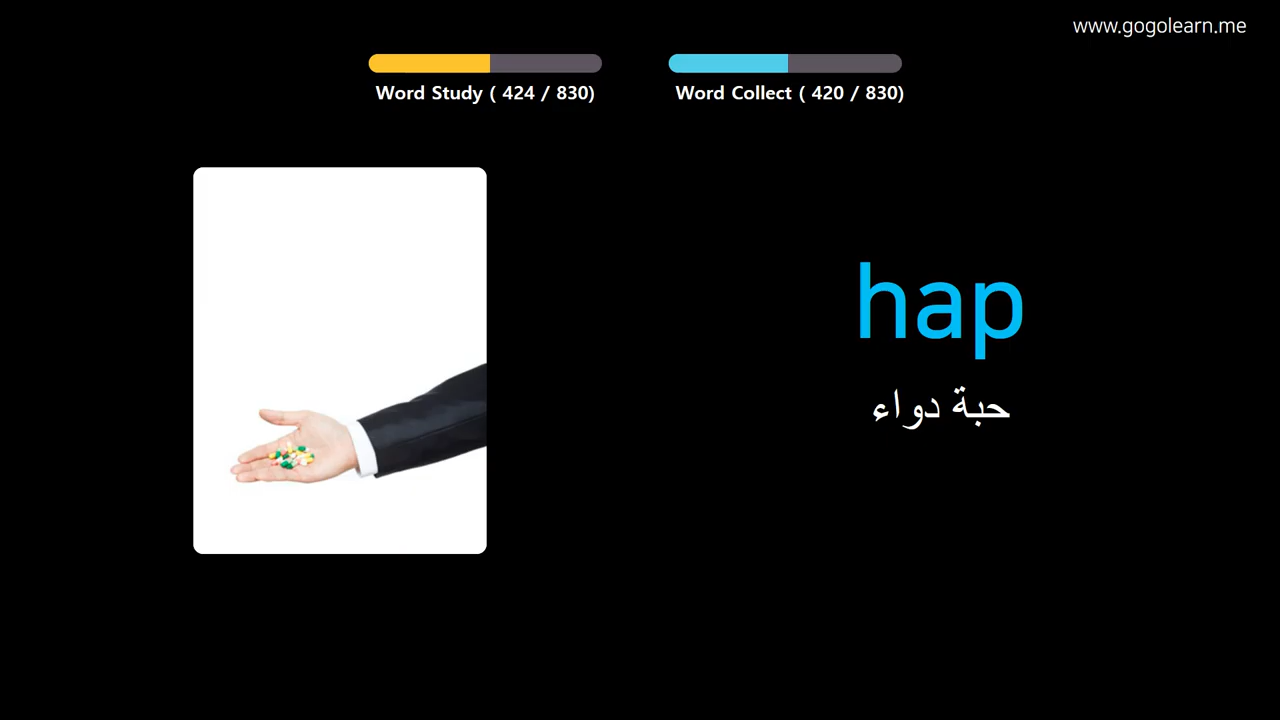 www.gogolearn.me
Word Study ( 424 / 830)
Word Collect ( 420 / 830)
hap
حبة دواء